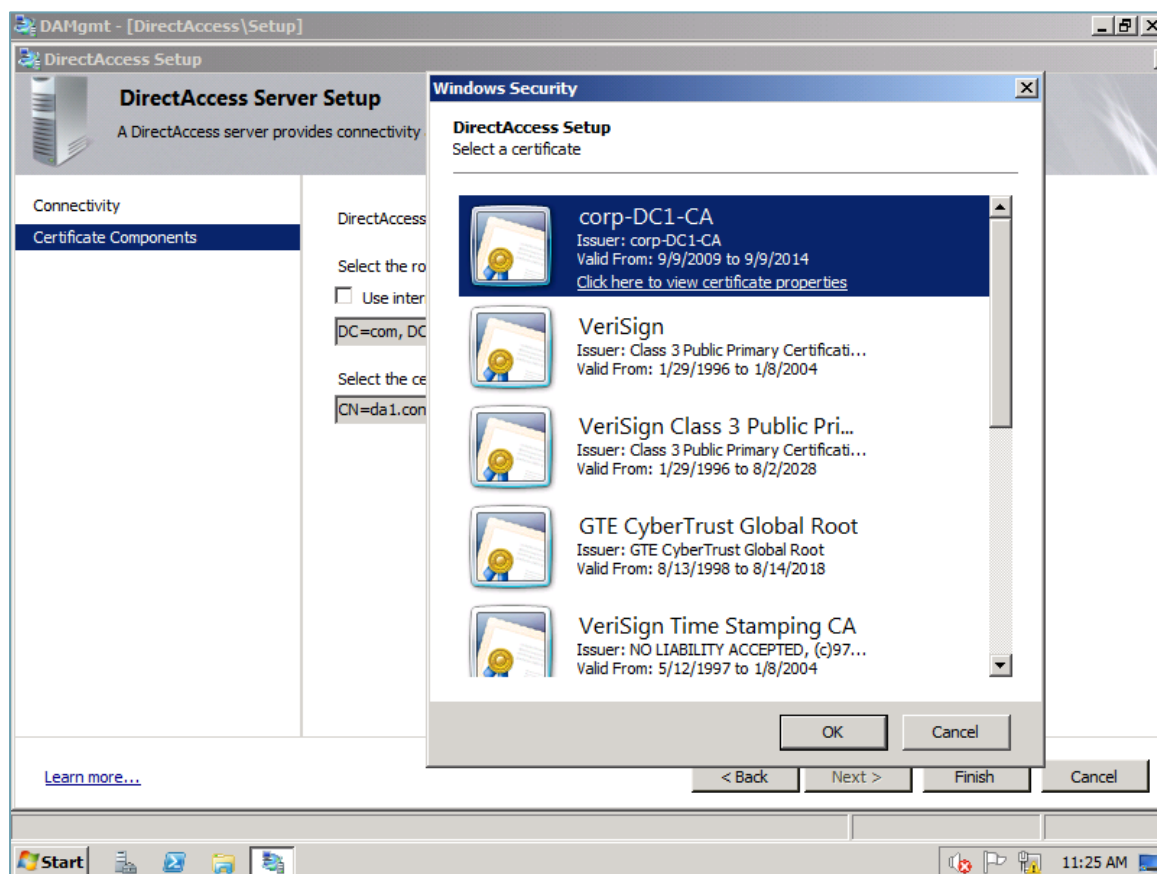 DAMgmt - [DirectAccess\Setup]
DirectAccess Setup
DirectAccess Server Setup
A DirectAccess server provides connectivity
Connectivity
Certificate Components
DirectAccess
Select the ro
Use inter
DC=com, DC
Select the ce
CN=da1.con
Windows Security
DirectAccess Setup
Select a certificate
corp-DC1-CA
Issuer: corp-DC1-CA
Valid From: 9/9/2009 to 9/9/2014
Click here to view certificate properties
VeriSign
Issuer: Class 3 Public Primary Certificati...
Valid From: 1/29/1996 to 1/8/2004
VeriSign Class 3 Public Pri...
Issuer: Class 3 Public Primary Certificati...
Valid From: 1/29/1996 to 8/2/2028
GTE CyberTrust Global Root
Issuer: GTE CyberTrust Global Root
Valid From: 8/13/1998 to 8/14/2018
VeriSign Time Stamping CA
Issuer: NO LIABILITY ACCEPTED, (c)97...
Valid From: 5/12/1997 to 1/8/2004
OK Cancel
Learn more...
< Back Next > Finish Cancel
Start 11:25 AM